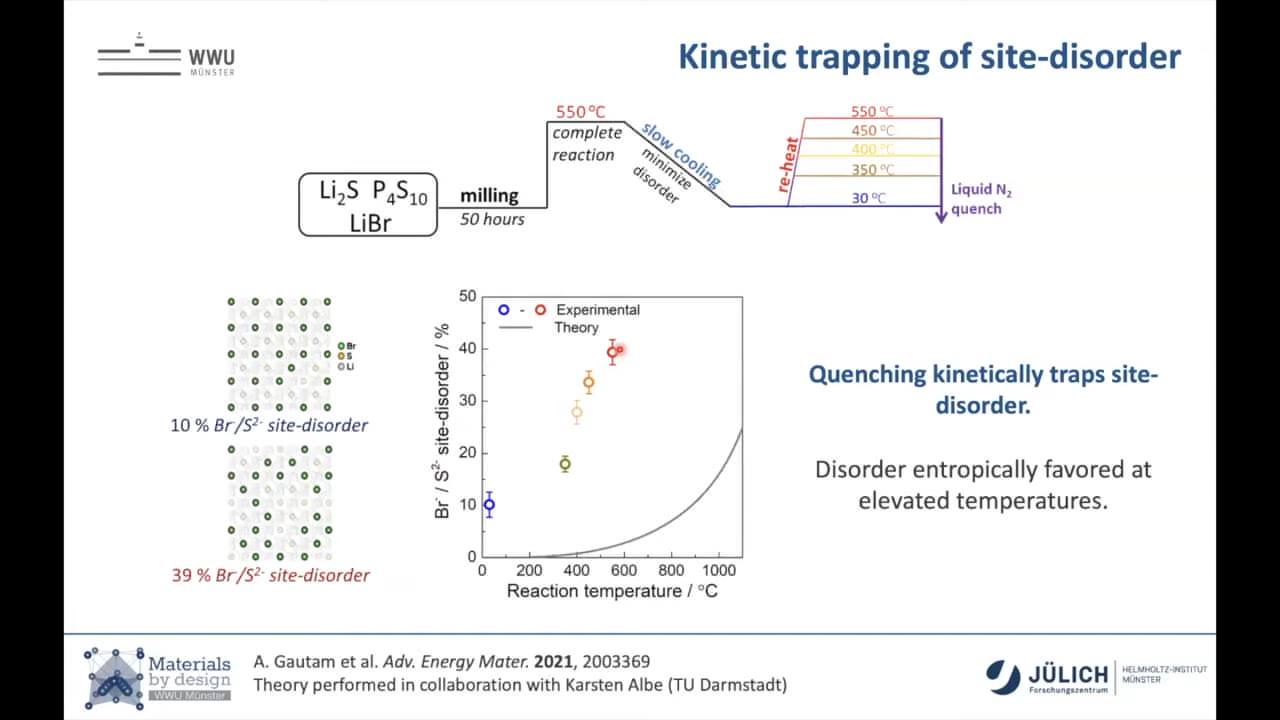 WWU
MÜNSTER
Kinetic trapping of site-disorder
Li₂S P₄S₁₀
LiBr
milling
50 hours
550 °C
complete
reaction
slow cooling
minimize
disorder
re-heat
550 °C
450 °C
400 °C
350 °C
30 °C
Liquid N₂
quench
Br
S
Li
10 % Br⁻/S²⁻ site-disorder
39 % Br⁻/S²⁻ site-disorder
Br⁻ / S²⁻ site-disorder / %
50
40
30
20
10
0
- Experimental
Theory
0 200 400 600 800 1000
Reaction temperature / °C
Quenching kinetically traps site-
disorder.
Disorder entropically favored at
elevated temperatures.
Materials
by design
WWU Münster
A. Gautam et al. Adv. Energy Mater. 2021, 2003369
Theory performed in collaboration with Karsten Albe (TU Darmstadt)
JÜLICH
Forschungszentrum
HELMHOLTZ-INSTITUT
MÜNSTER